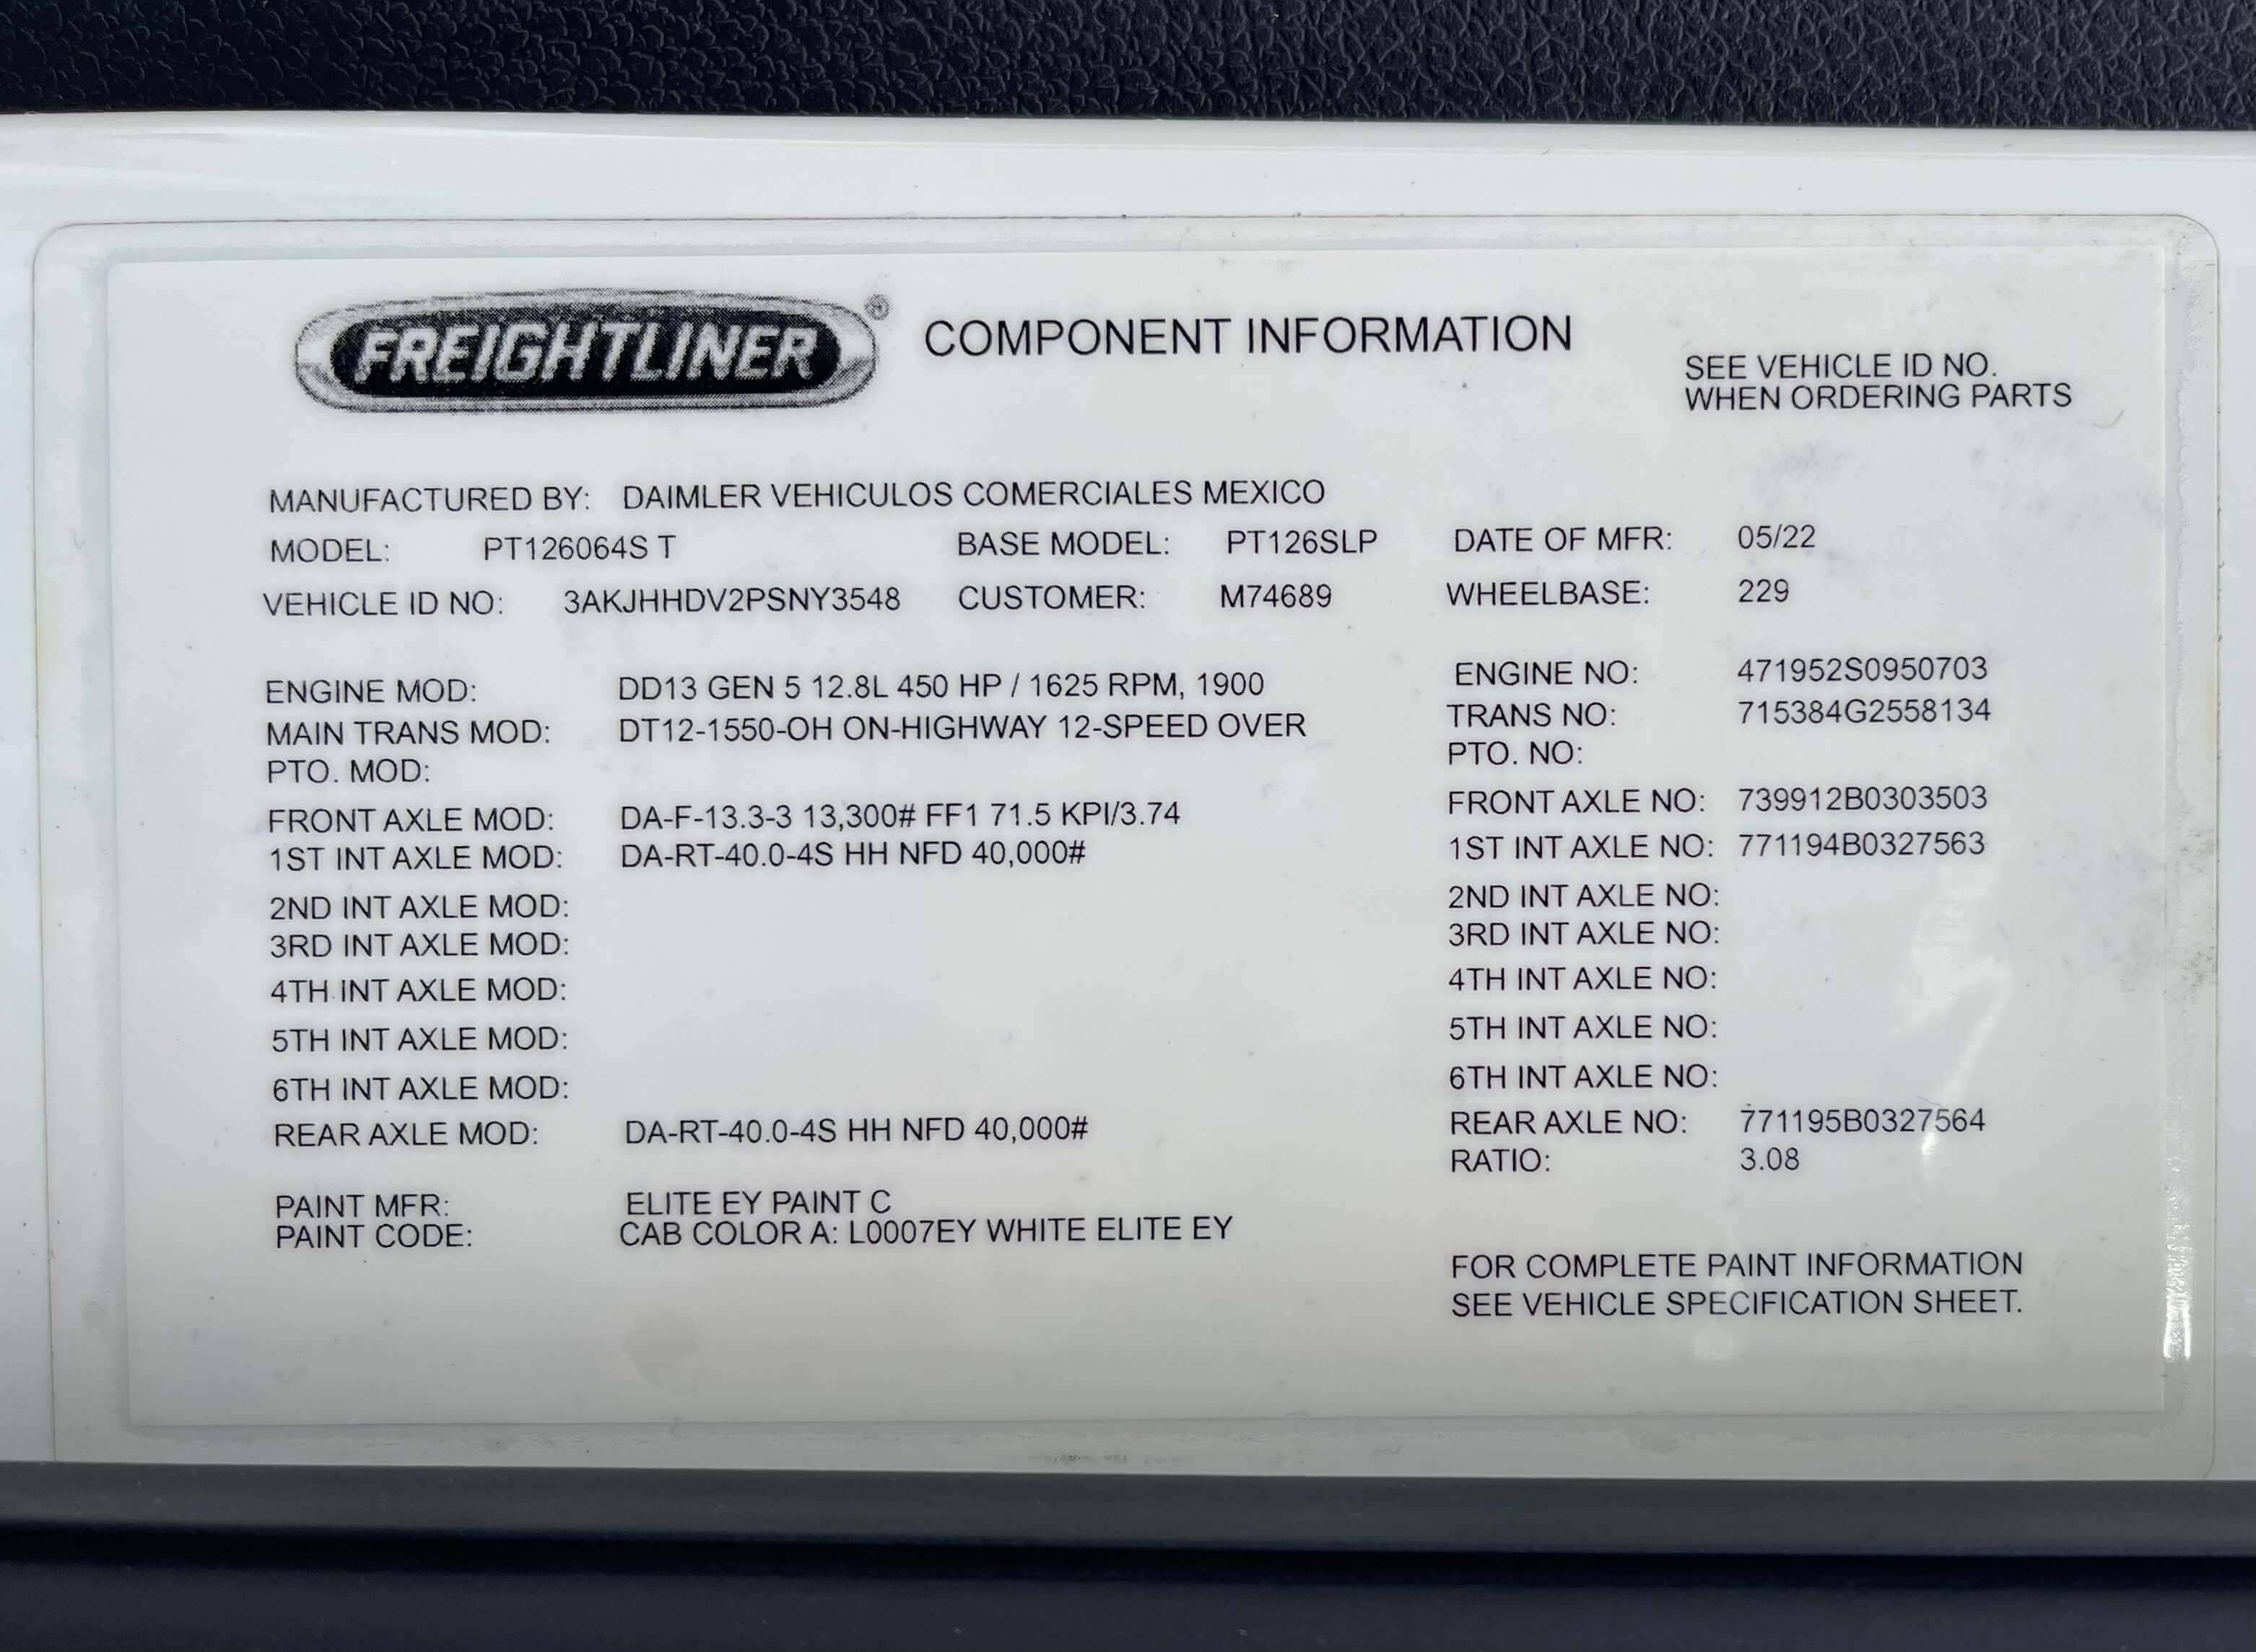 FREIGHTLINER® COMPONENT INFORMATION
SEE VEHICLE ID NO.
WHEN ORDERING PARTS
MANUFACTURED BY: DAIMLER VEHICULOS COMERCIALES MEXICO
MODEL: PT126064S T BASE MODEL: PT126SLP DATE OF MFR: 05/22
VEHICLE ID NO: 3AKJHHDV2PSNY3548 CUSTOMER: M74689 WHEELBASE: 229
ENGINE MOD: DD13 GEN 5 12.8L 450 HP / 1625 RPM, 1900 ENGINE NO: 471952S0950703
MAIN TRANS MOD: DT12-1550-OH ON-HIGHWAY 12-SPEED OVER TRANS NO: 715384G2558134
PTO. MOD: PTO. NO:
FRONT AXLE MOD: DA-F-13.3-3 13,300# FF1 71.5 KPI/3.74 FRONT AXLE NO: 739912B0303503
1ST INT AXLE MOD: DA-RT-40.0-4S HH NFD 40,000# 1ST INT AXLE NO: 771194B0327563
2ND INT AXLE MOD: 2ND INT AXLE NO:
3RD INT AXLE MOD: 3RD INT AXLE NO:
4TH INT AXLE MOD: 4TH INT AXLE NO:
5TH INT AXLE MOD: 5TH INT AXLE NO:
6TH INT AXLE MOD: 6TH INT AXLE NO:
REAR AXLE MOD: DA-RT-40.0-4S HH NFD 40,000# REAR AXLE NO: 771195B0327564
RATIO: 3.08
PAINT MFR: ELITE EY PAINT C
PAINT CODE: CAB COLOR A: L0007EY WHITE ELITE EY
FOR COMPLETE PAINT INFORMATION
SEE VEHICLE SPECIFICATION SHEET.